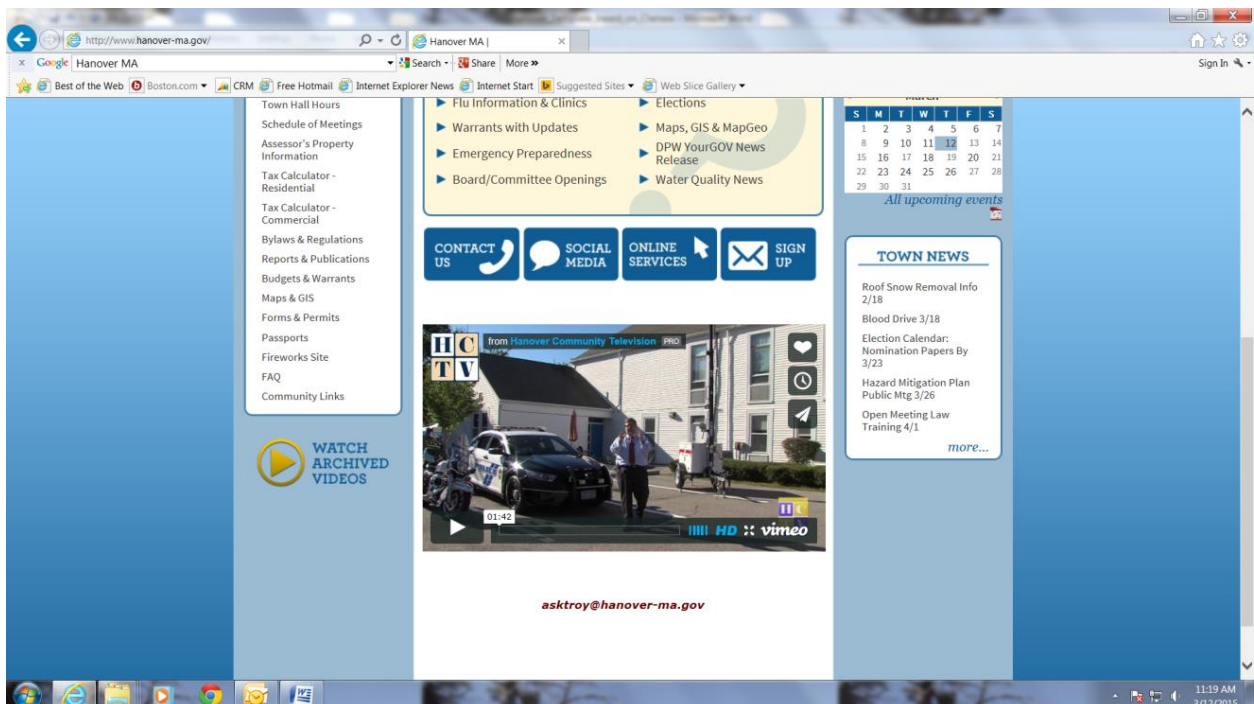 http://www.hanover-ma.gov/
Hanover MA |
Google
Hanover MA
Search
Share
More »
Sign In
Best of the Web
Boston.com
CRM
Free Hotmail
Internet Explorer News
Internet Start
Suggested Sites
Web Slice Gallery
Town Hall Hours
Schedule of Meetings
Assessor's Property
Information
Tax Calculator -
Residential
Tax Calculator -
Commercial
Bylaws & Regulations
Reports & Publications
Budgets & Warrants
Maps & GIS
Forms & Permits
Passports
Fireworks Site
FAQ
Community Links
WATCH
ARCHIVED
VIDEOS
Flu Information & Clinics
Warrants with Updates
Emergency Preparedness
Board/Committee Openings
Elections
Maps, GIS & MapGeo
DPW YourGOV News
Release
Water Quality News
CONTACT
US
SOCIAL
MEDIA
ONLINE
SERVICES
SIGN
UP
HC
TV
from Hanover Community Television PRO
01:42
HD vimeo
asktroy@hanover-ma.gov
March
S M T W T F S
1 2 3 4 5 6 7
8 9 10 11 12 13 14
15 16 17 18 19 20 21
22 23 24 25 26 27 28
29 30 31
All upcoming events
TOWN NEWS
Roof Snow Removal Info
2/18
Blood Drive 3/18
Election Calendar:
Nomination Papers By
3/23
Hazard Mitigation Plan
Public Mtg 3/26
Open Meeting Law
Training 4/1
more...
11:19 AM
3/12/2015